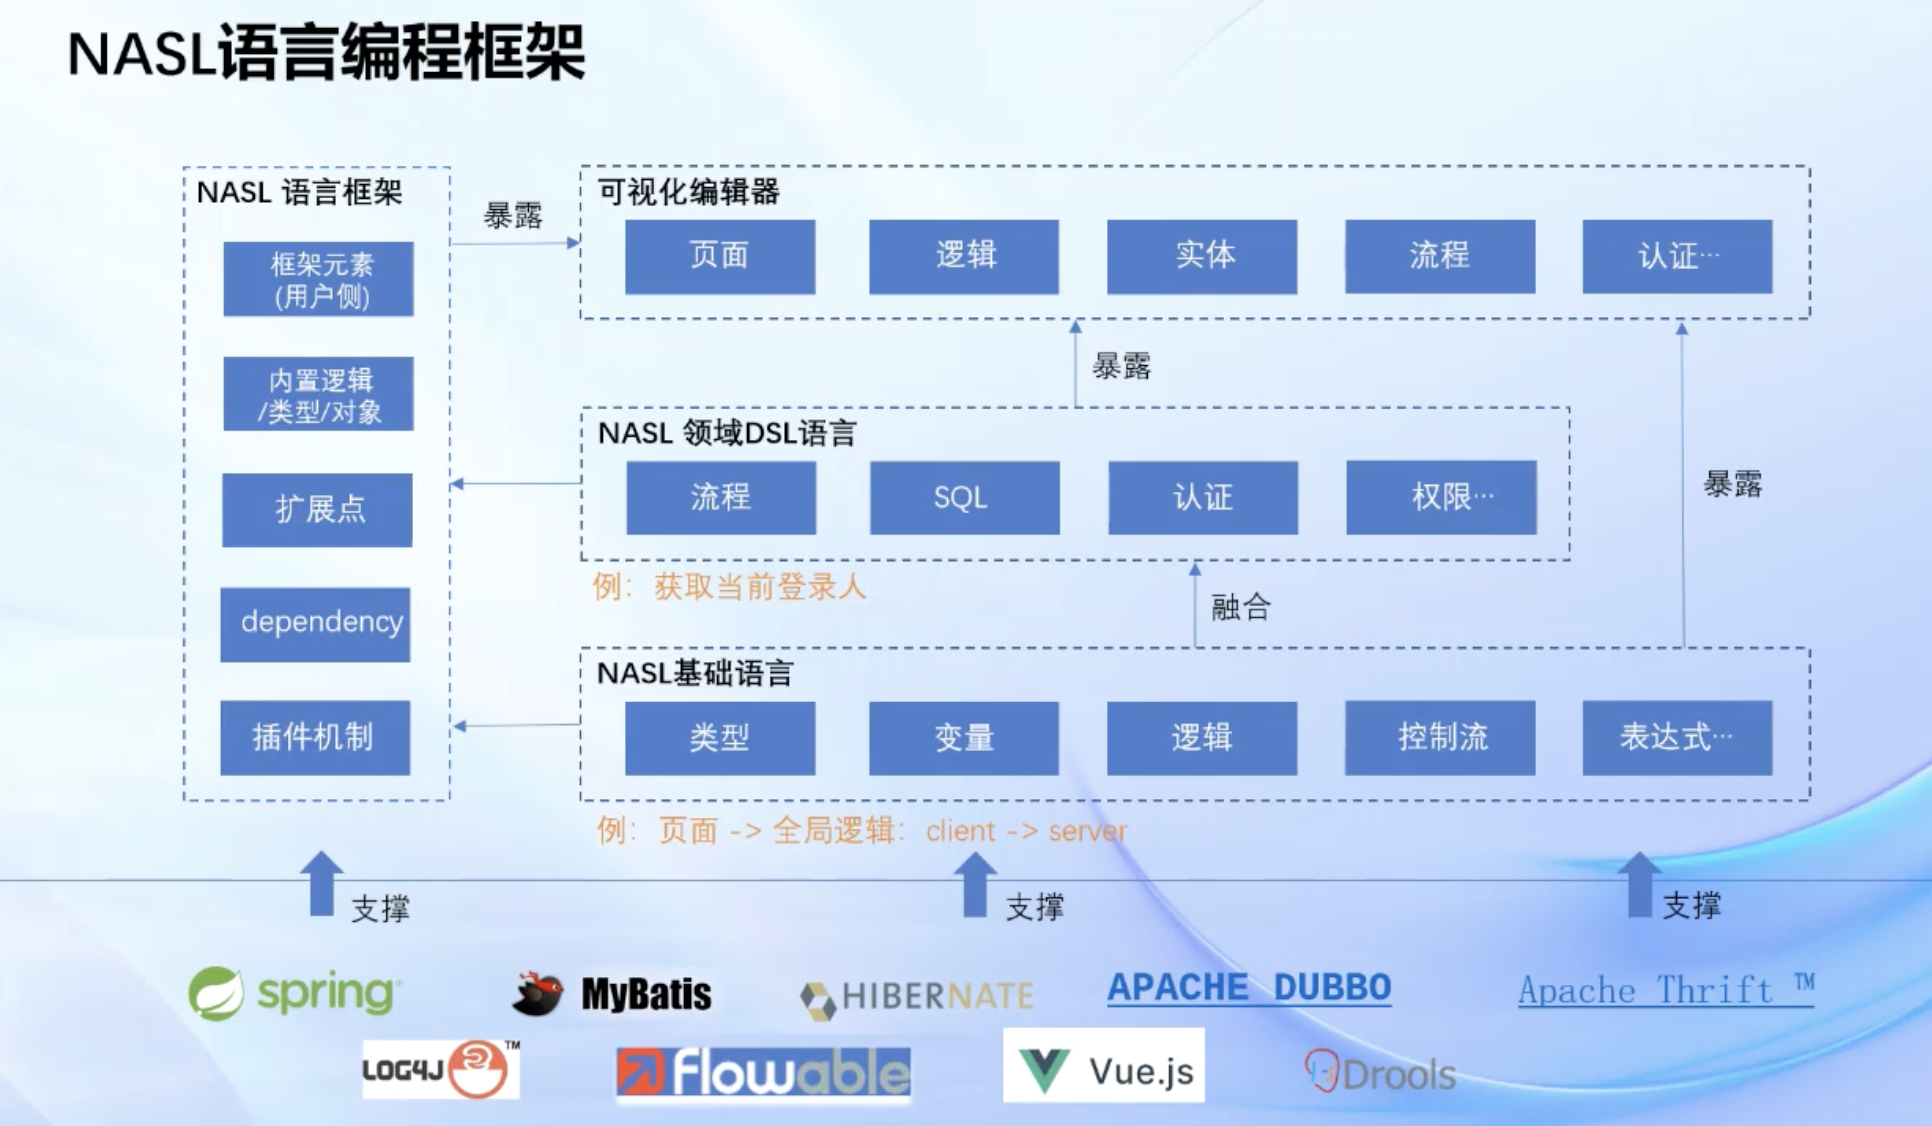 NASL语言编程框架
NASL 语言框架
框架元素
(用户侧)
内置逻辑
/类型/对象
扩展点
dependency
插件机制
暴露
可视化编辑器
页面
逻辑
实体
流程
认证…
暴露
NASL 领域DSL语言
流程
SQL
认证
权限…
暴露
例：获取当前登录人
融合
NASL基础语言
类型
变量
逻辑
控制流
表达式…
例：页面 -> 全局逻辑：client -> server
支撑
支撑
支撑
spring
MyBatis
HIBERNATE
APACHE DUBBO
Apache Thrift ™
LOG4J ™
flowable
Vue.js
Drools